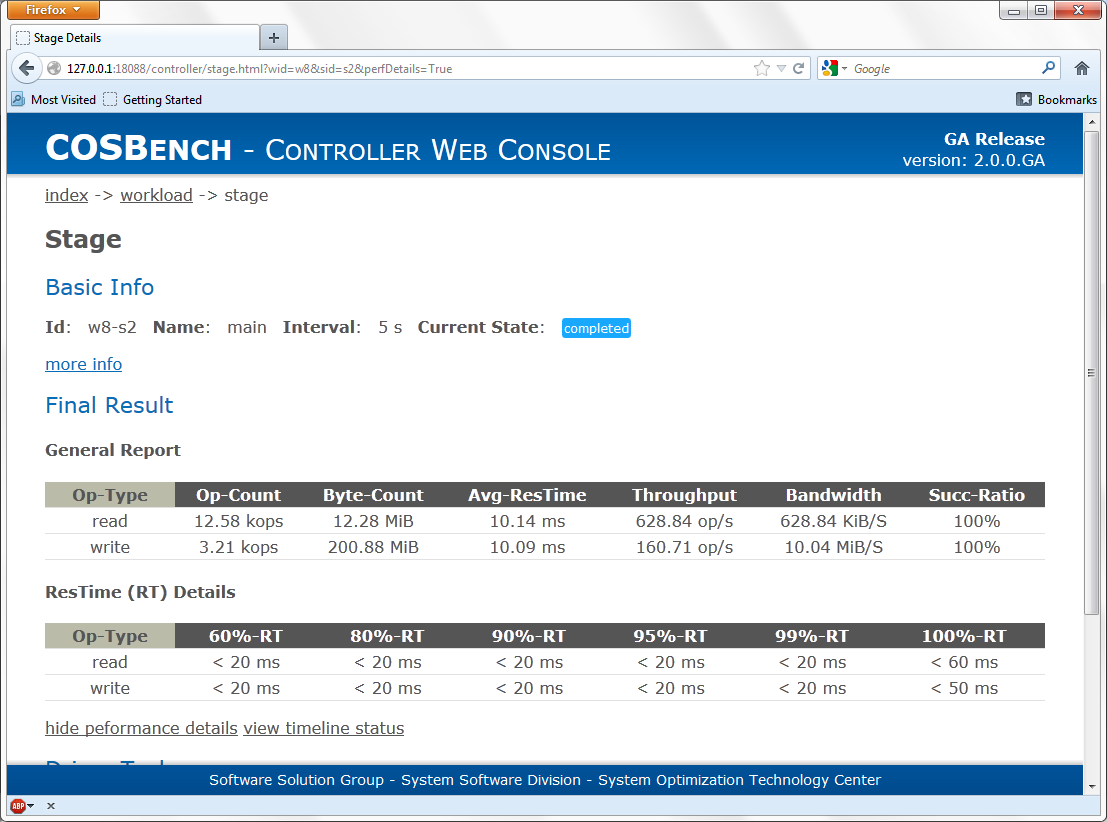 Firefox
Stage Details
127.0.0.1:18088/controller/stage.html?wid=w8&sid=s2&perfDetails=True
Google
Most Visited Getting Started Bookmarks
COSBENCH - CONTROLLER WEB CONSOLE
GA Release
version: 2.0.0.GA
index -> workload -> stage
Stage
Basic Info
Id: w8-s2 Name: main Interval: 5 s Current State: completed
more info
Final Result
General Report
Op-Type Op-Count Byte-Count Avg-ResTime Throughput Bandwidth Succ-Ratio
read 12.58 kops 12.28 MiB 10.14 ms 628.84 op/s 628.84 KiB/S 100%
write 3.21 kops 200.88 MiB 10.09 ms 160.71 op/s 10.04 MiB/S 100%
ResTime (RT) Details
Op-Type 60%-RT 80%-RT 90%-RT 95%-RT 99%-RT 100%-RT
read < 20 ms < 20 ms < 20 ms < 20 ms < 20 ms < 60 ms
write < 20 ms < 20 ms < 20 ms < 20 ms < 20 ms < 50 ms
hide peformance details view timeline status
Software Solution Group - System Software Division - System Optimization Technology Center
ABP